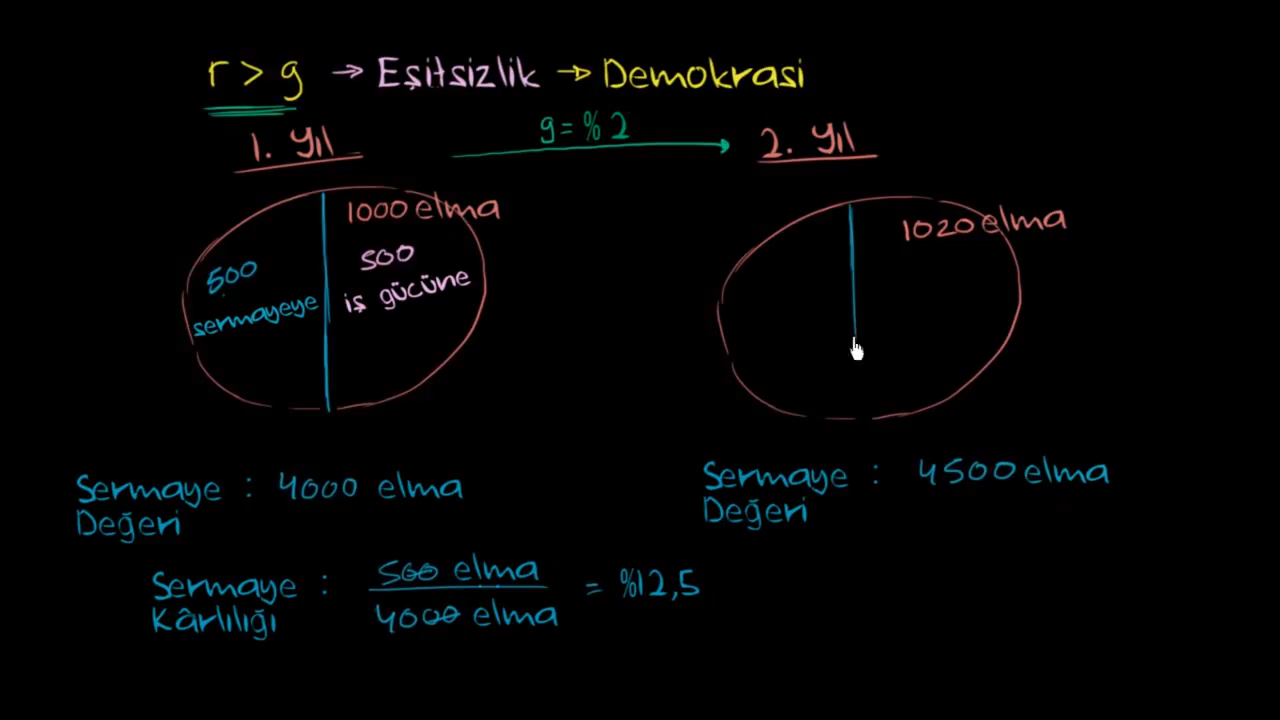 r > g → Eşitsizlik → Demokrasi
1. yıl
g = % 2
2. yıl
1000 elma
500
iş gücüne
500
sermayeye
1020 elma
Sermaye : 4000 elma
Değeri
Sermaye : 4500 elma
Değeri
Sermaye : 500 elma / 4000 elma = %12,5
Kârlılığı